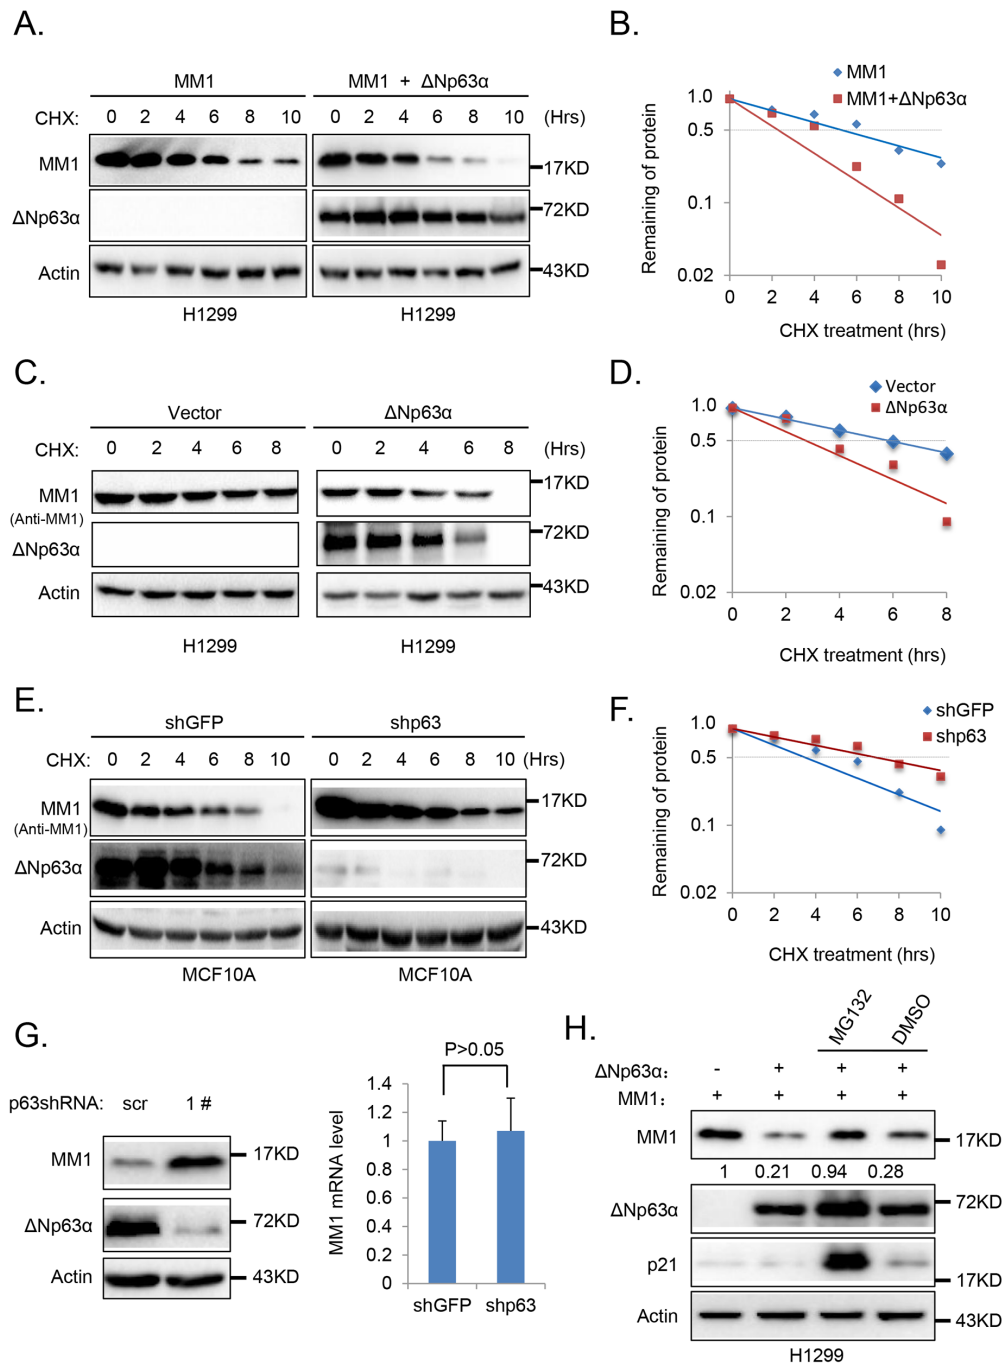 A.
MM1
MM1 + ΔNp63α
CHX: 0 2 4 6 8 10 0 2 4 6 8 10 (Hrs)
MM1
17KD
ΔNp63α
72KD
Actin
43KD
H1299
H1299
B.
MM1
MM1+ΔNp63α
Remaining of protein
1.0
0.5
0.1
0.02
0 2 4 6 8 10
CHX treatment (hrs)
C.
Vector
ΔNp63α
CHX: 0 2 4 6 8 0 2 4 6 8 (Hrs)
MM1
(Anti-MM1)
17KD
ΔNp63α
72KD
Actin
43KD
H1299
H1299
D.
Vector
ΔNp63α
Remaining of protein
1.0
0.5
0.1
0.02
0 2 4 6 8
CHX treatment (hrs)
E.
shGFP
shp63
CHX: 0 2 4 6 8 10 0 2 4 6 8 10 (Hrs)
MM1
(Anti-MM1)
17KD
ΔNp63α
72KD
Actin
43KD
MCF10A
MCF10A
F.
shGFP
shp63
Remaining of protein
1.0
0.5
0.1
0.02
0 2 4 6 8 10
CHX treatment (hrs)
G.
p63shRNA: scr 1 #
MM1
17KD
ΔNp63α
72KD
Actin
43KD
P>0.05
MM1 mRNA level
1.4
1.2
1
0.8
0.6
0.4
0.2
0
shGFP shp63
H.
MG132
DMSO
ΔNp63α: - + + +
MM1: + + + +
MM1
17KD
1 0.21 0.94 0.28
ΔNp63α
72KD
p21
17KD
Actin
43KD
H1299